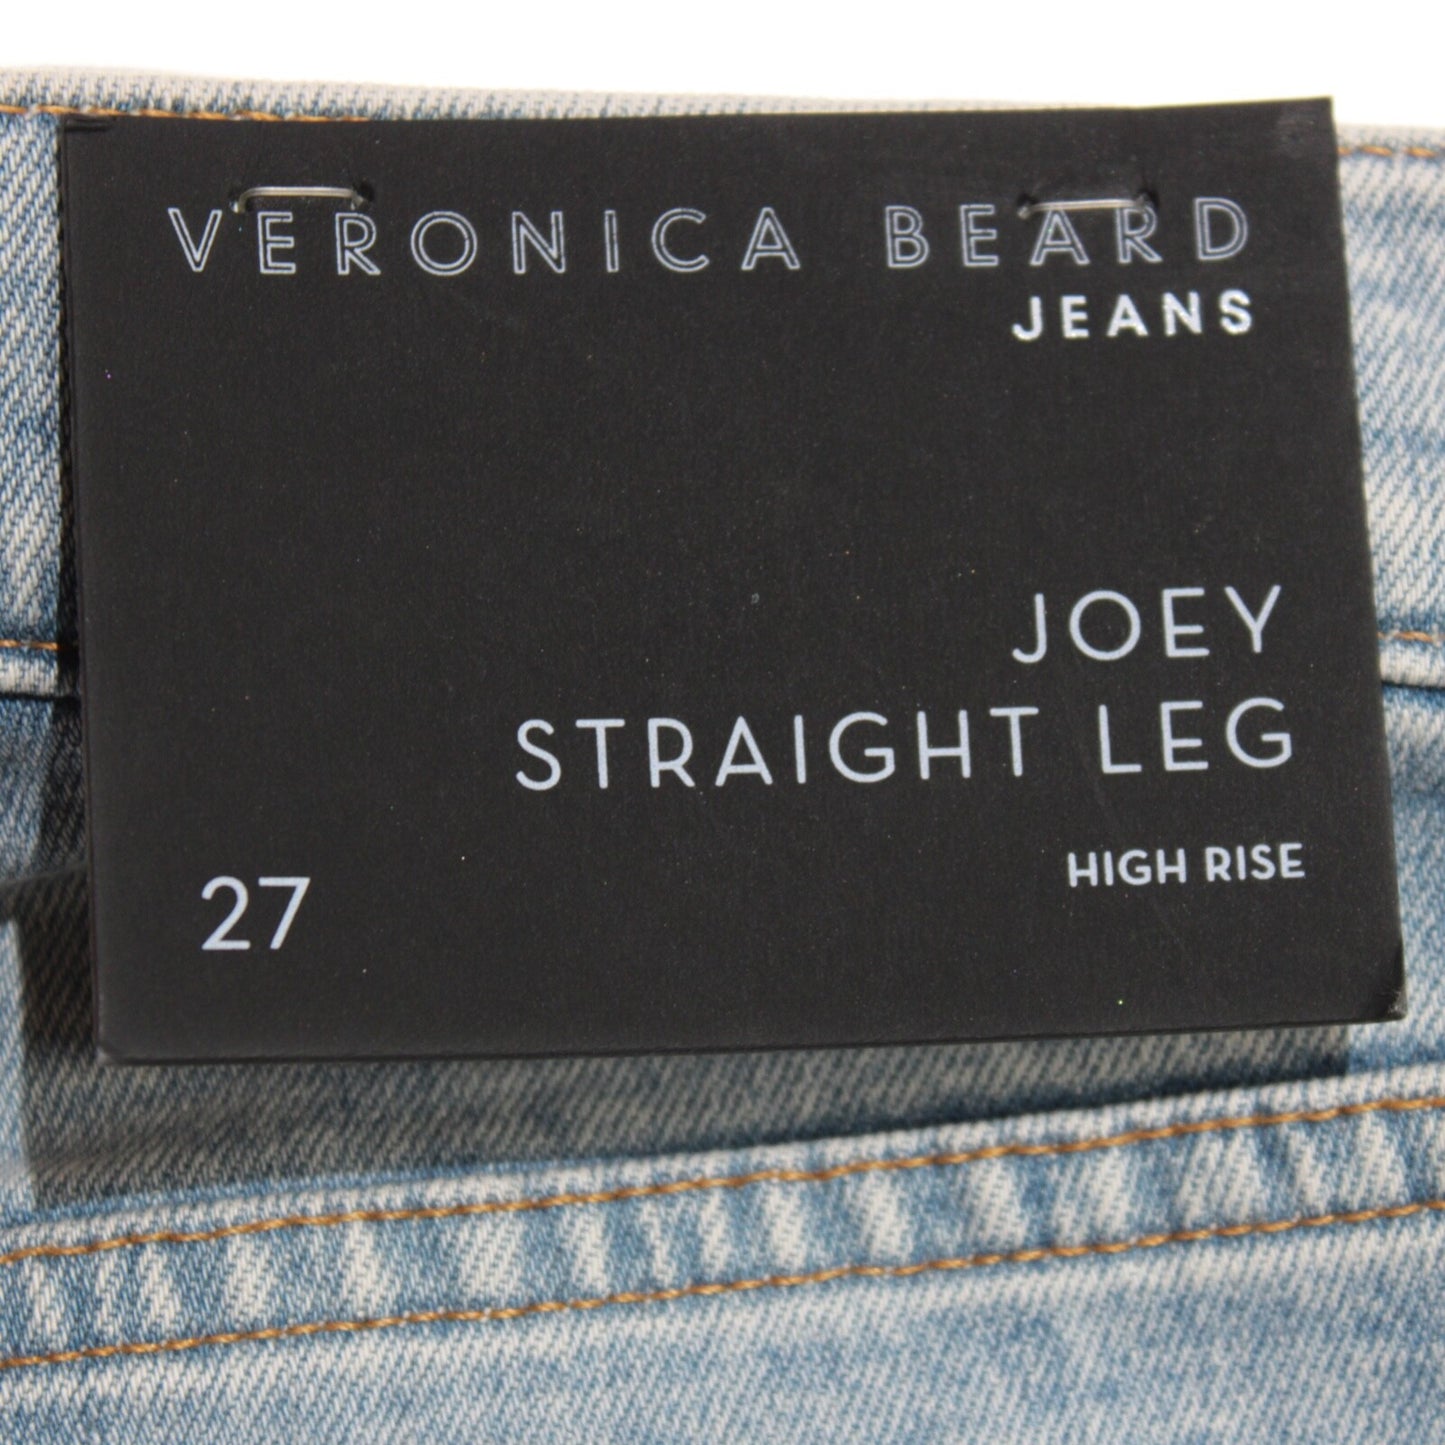 VERONICA BEARD
JEANS
JOEY
STRAIGHT LEG
HIGH RISE
27